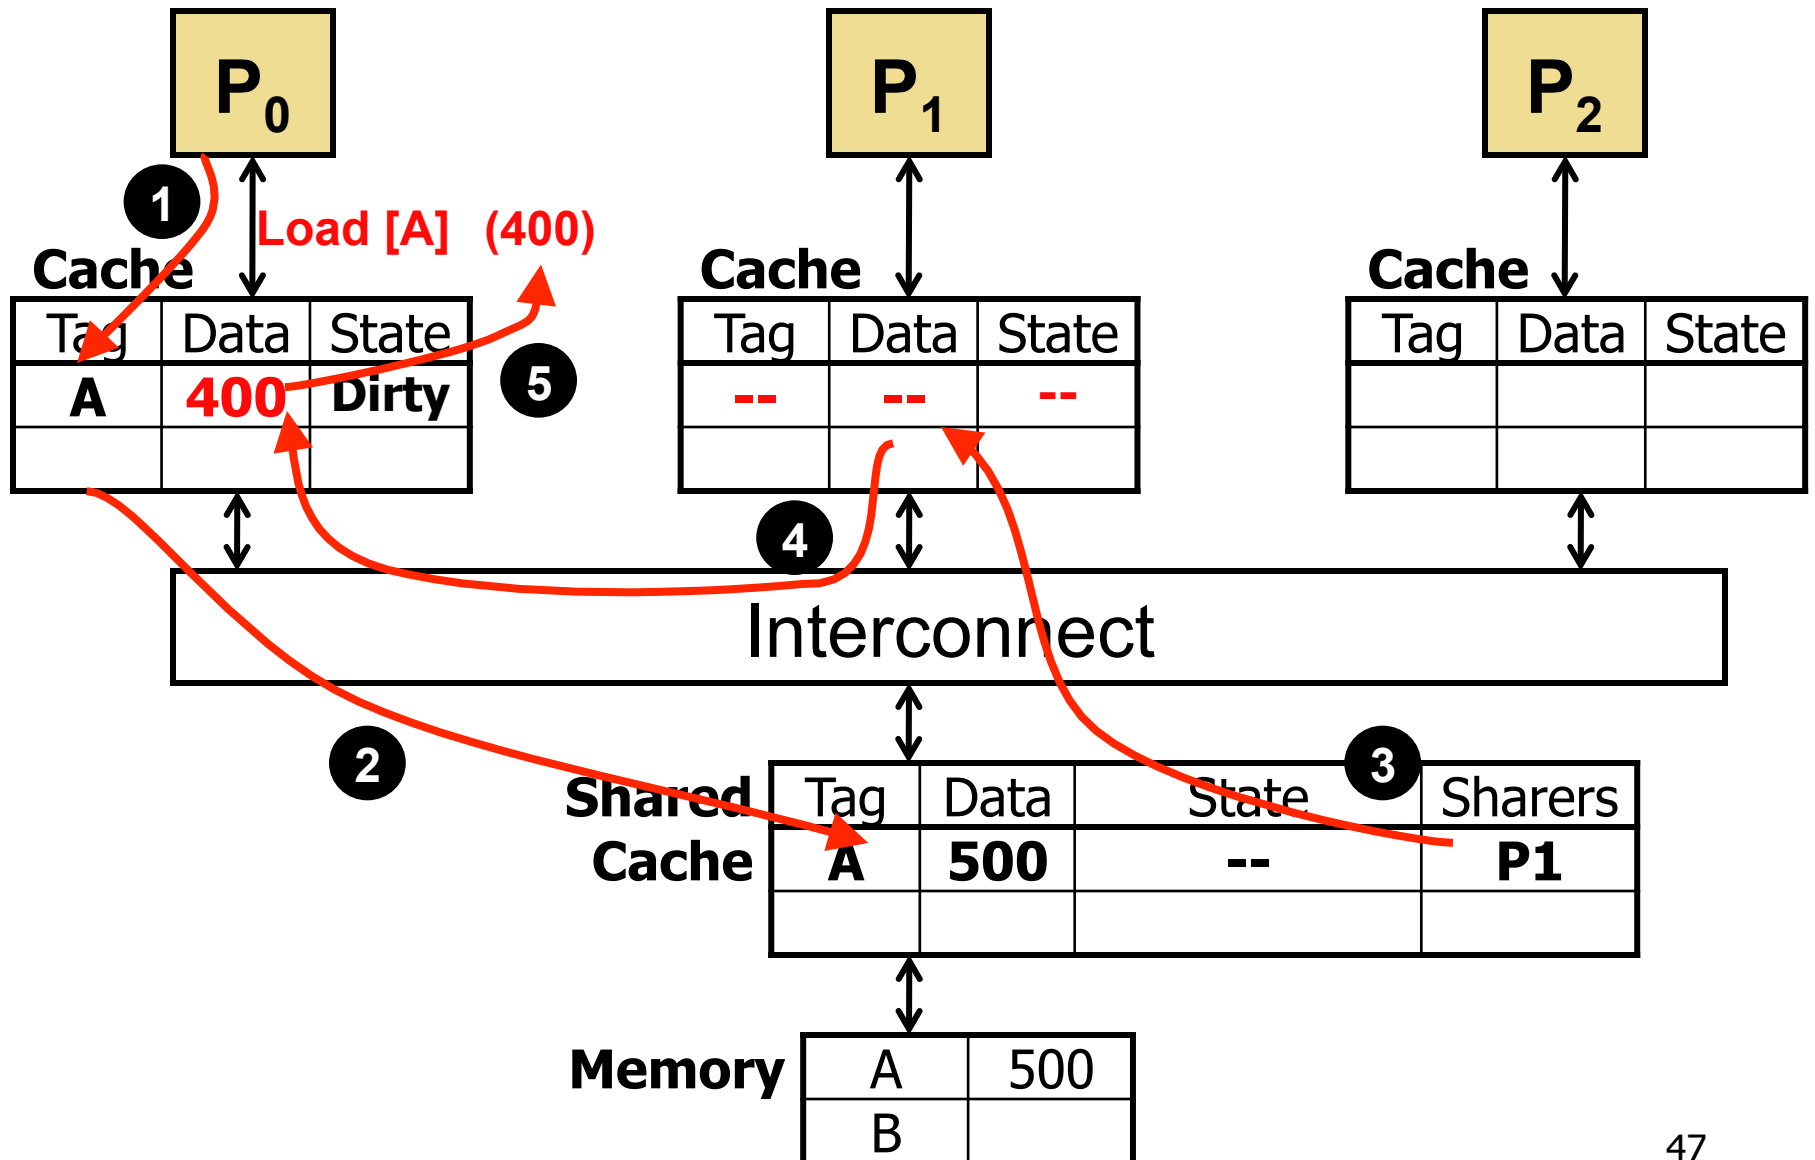 P0 P1 P2
1
Load [A] (400)
Cache Cache Cache
Tag Data State Tag Data State Tag Data State
A 400 Dirty 5 -- -- --
4
Interconnect
2 3
Shared Tag Data State Sharers
Cache A 500 -- P1
Memory A 500
B
47